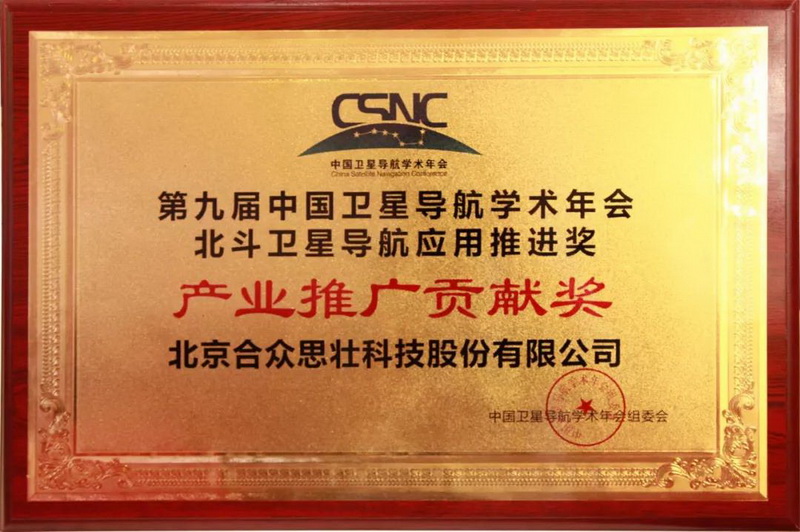 CSNC
中国卫星导航学术年会
China Satellite Navigation Conference
第九届中国卫星导航学术年会
北斗卫星导航应用推进奖
产业推广贡献奖
北京合众思壮科技股份有限公司
中国卫星导航学术年会组委会